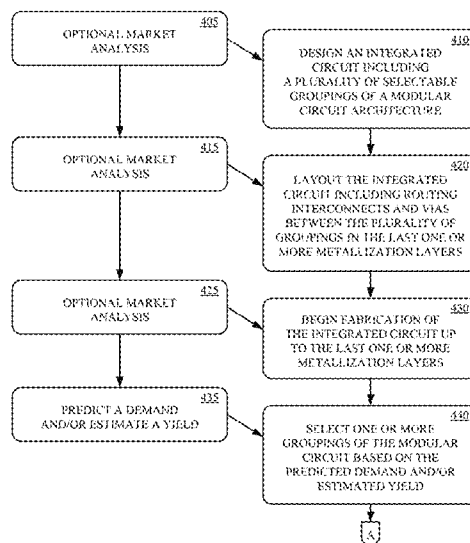 405
OPTIONAL MARKET
ANALYSIS
410
DESIGN AN INTEGRATED
CIRCUIT INCLUDING
A PLURALITY OF SELECTABLE
GROUPINGS OF A MODULAR
CIRCUIT ARCHITECTURE
415
OPTIONAL MARKET
ANALYSIS
420
LAYOUT THE INTEGRATED
CIRCUIT INCLUDING ROUTING
INTERCONNECTS AND VIAS
BETWEEN THE PLURALITY OF
GROUPINGS IN THE LAST ONE
OR MORE METALLIZATION LAYERS
425
OPTIONAL MARKET
ANALYSIS
430
BEGIN FABRICATION
OF THE INTEGRATED CIRCUIT UP
TO THE LAST ONE OR MORE
METALLIZATION LAYERS
435
PREDICT A DEMAND
AND/OR ESTIMATE A YIELD
440
SELECT ONE OR MORE
GROUPINGS OF THE MODULAR
CIRCUIT BASED ON THE
PREDICTED DEMAND AND/OR
ESTIMATED YIELD
A